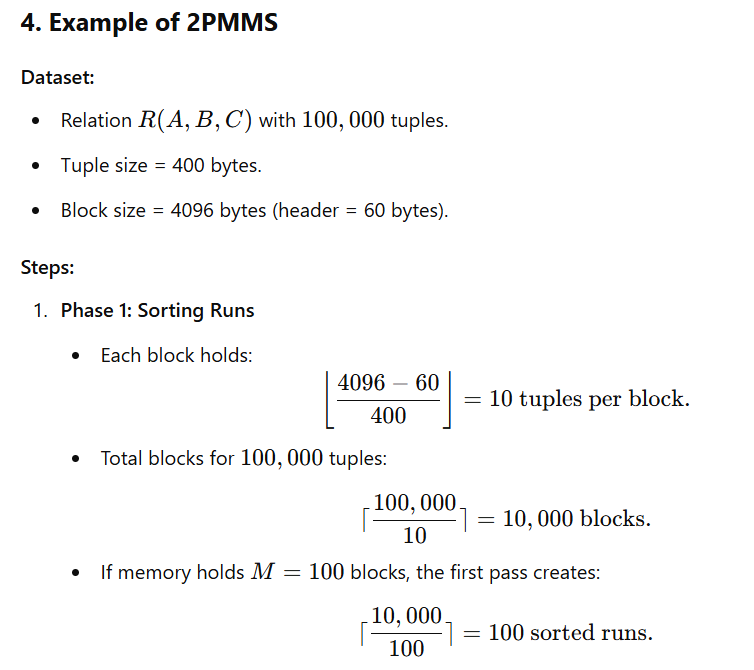 4. Example of 2PMMS
Dataset:
• Relation R(A, B, C) with 100, 000 tuples.
• Tuple size = 400 bytes.
• Block size = 4096 bytes (header = 60 bytes).
Steps:
1. Phase 1: Sorting Runs
• Each block holds:
⌊(4096 – 60)/400⌋ = 10 tuples per block.
• Total blocks for 100, 000 tuples:
⌈100, 000/10⌉ = 10, 000 blocks.
• If memory holds M = 100 blocks, the first pass creates:
⌈10, 000/100⌉ = 100 sorted runs.